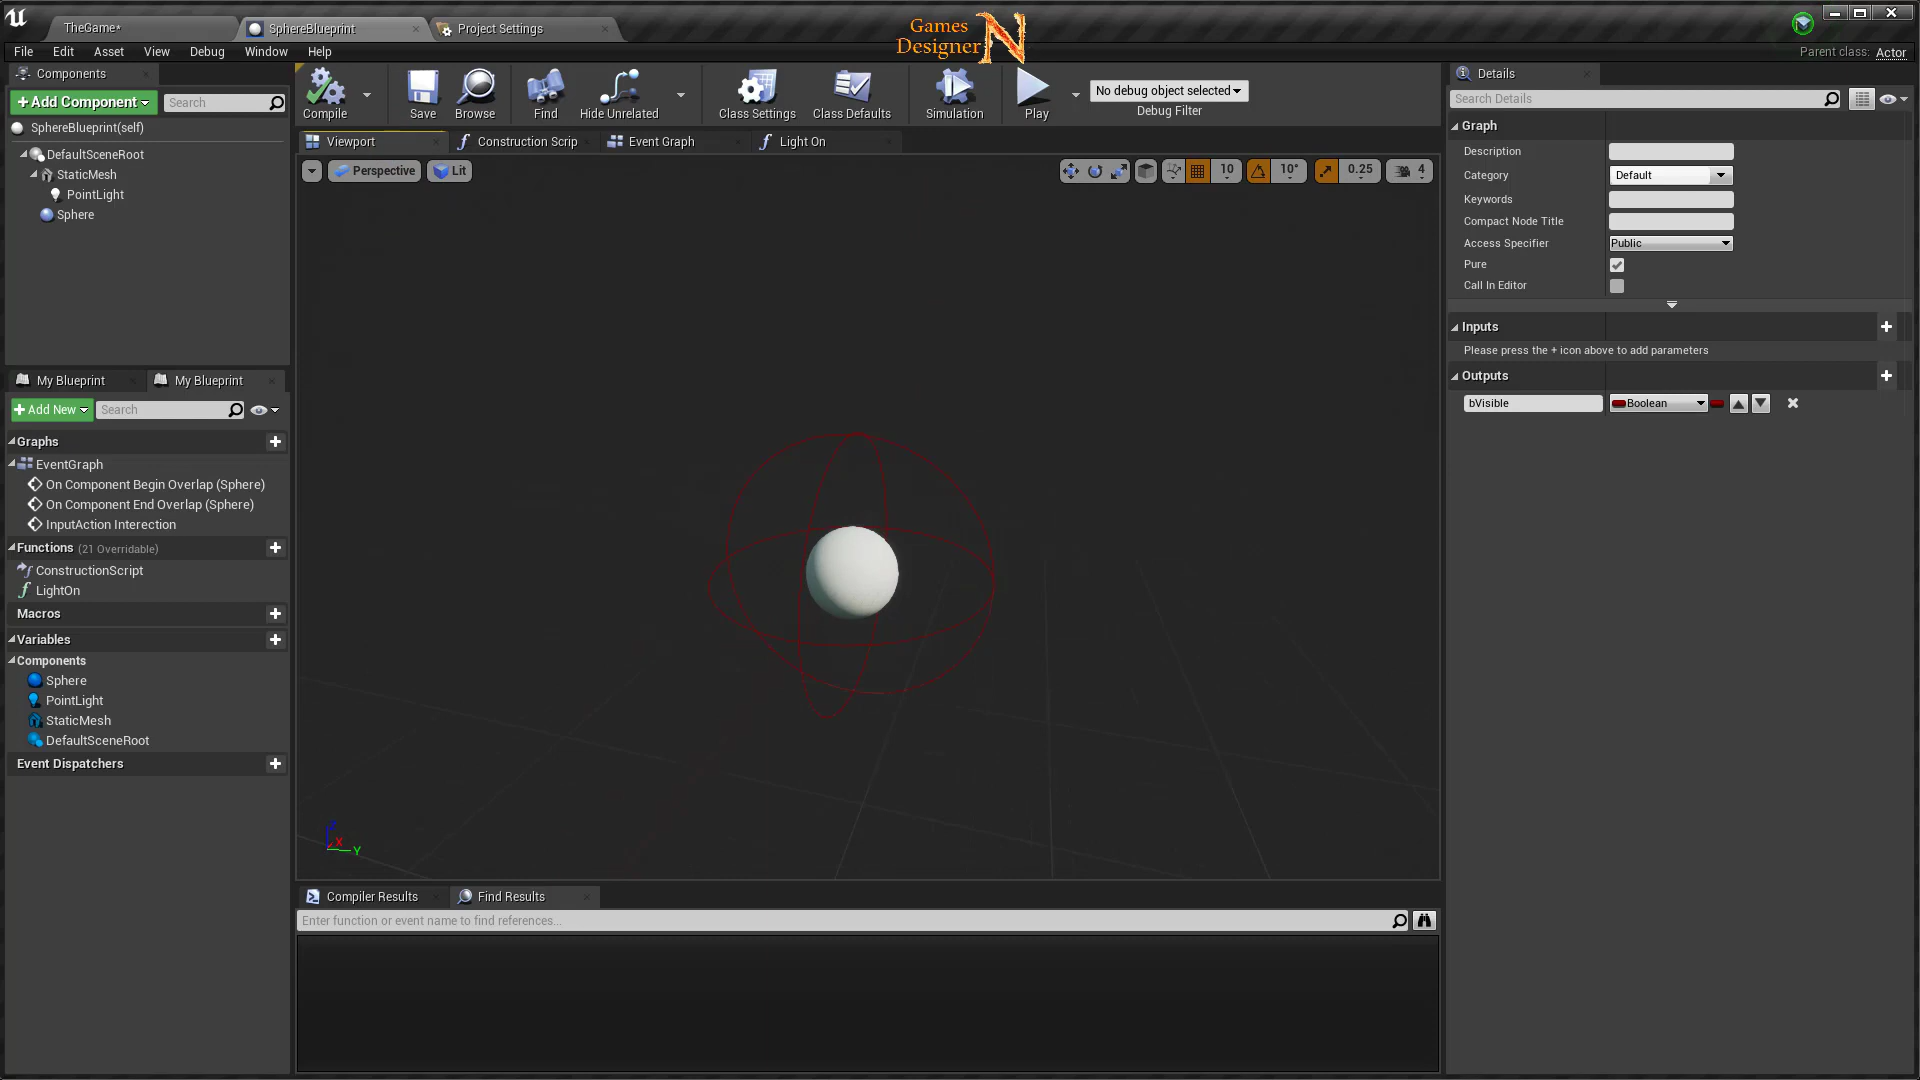 TheGame*
SphereBlueprint
Project Settings
Games
Designer
N
File
Edit
Asset
View
Debug
Window
Help
Parent class: Actor
Components
+Add Component
Search
SphereBlueprint(self)
DefaultSceneRoot
StaticMesh
PointLight
Sphere
Compile
Save
Browse
Find
Hide Unrelated
Class Settings
Class Defaults
Simulation
Play
No debug object selected
Debug Filter
Viewport
Construction Scrip
Event Graph
Light On
Perspective
Lit
10
10°
0.25
4
X
Y
My Blueprint
My Blueprint
+Add New
Search
Graphs
EventGraph
On Component Begin Overlap (Sphere)
On Component End Overlap (Sphere)
InputAction Interection
Functions (21 Overridable)
ConstructionScript
LightOn
Macros
Variables
Components
Sphere
PointLight
StaticMesh
DefaultSceneRoot
Event Dispatchers
Compiler Results
Find Results
Enter function or event name to find references...
Details
Search Details
Graph
Description
Category
Default
Keywords
Compact Node Title
Access Specifier
Public
Pure
Call In Editor
Inputs
Please press the + icon above to add parameters
Outputs
bVisible
Boolean